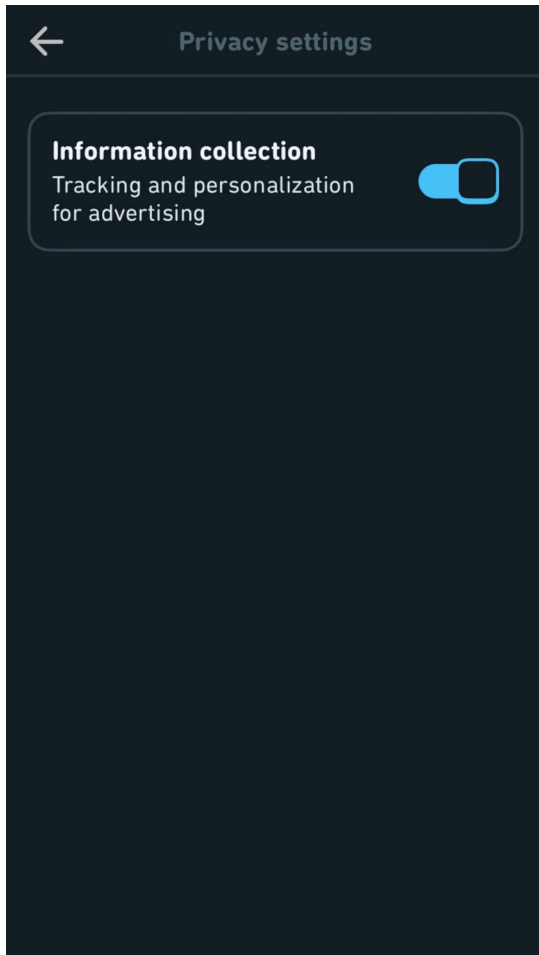 Privacy settings
Information collection
Tracking and personalization
for advertising